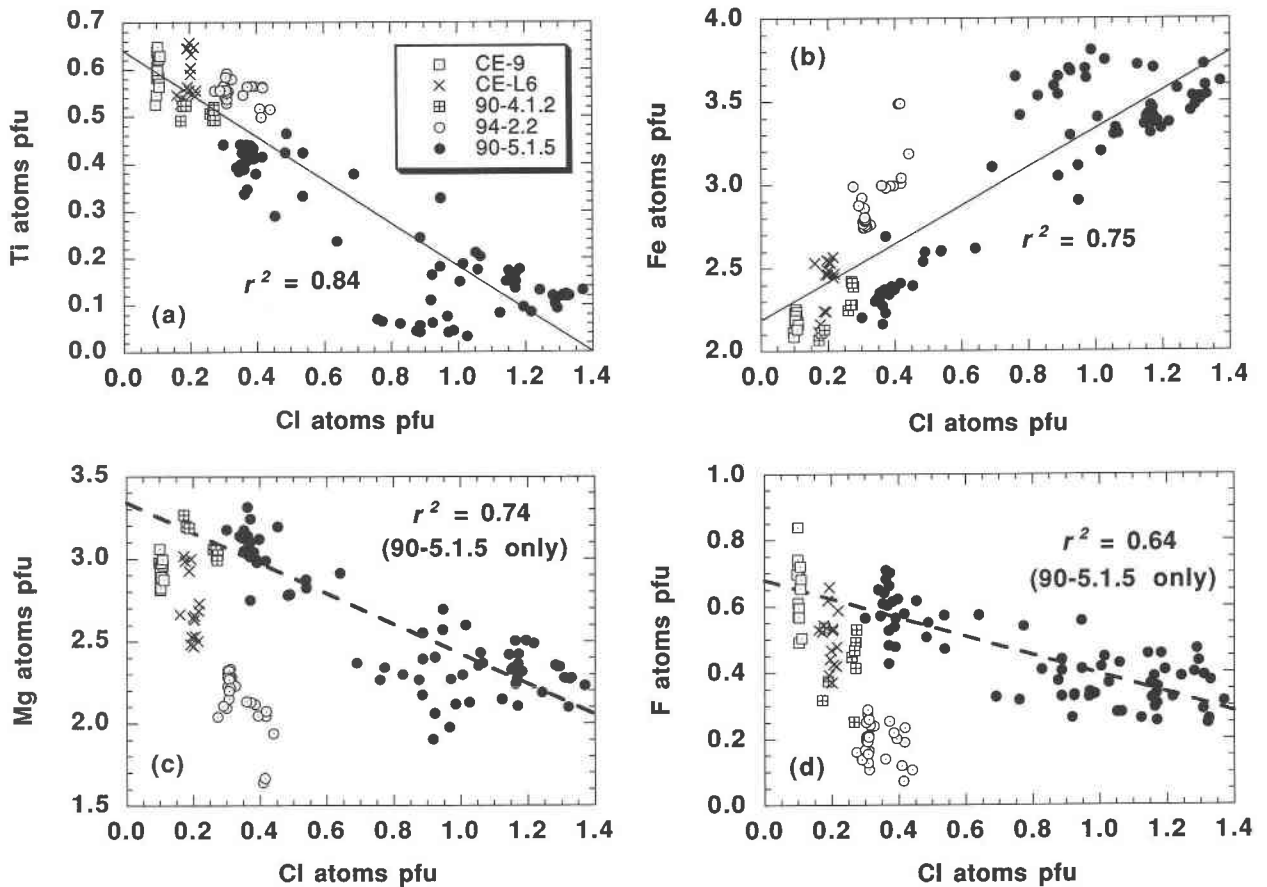 0.7
0.6
0.5
0.4
0.3
0.2
0.1
0.0
Ti atoms pfu
CE-9
CE-L6
90-4.1.2
94-2.2
90-5.1.5
r² = 0.84
(a)
0.0 0.2 0.4 0.6 0.8 1.0 1.2 1.4
Cl atoms pfu
4.0
3.5
3.0
2.5
2.0
Fe atoms pfu
(b)
r² = 0.75
0.0 0.2 0.4 0.6 0.8 1.0 1.2 1.4
Cl atoms pfu
3.5
3.0
2.5
2.0
1.5
Mg atoms pfu
r² = 0.74
(90-5.1.5 only)
(c)
0.0 0.2 0.4 0.6 0.8 1.0 1.2 1.4
Cl atoms pfu
1.0
0.8
0.6
0.4
0.2
0.0
F atoms pfu
r² = 0.64
(90-5.1.5 only)
(d)
0.0 0.2 0.4 0.6 0.8 1.0 1.2 1.4
Cl atoms pfu